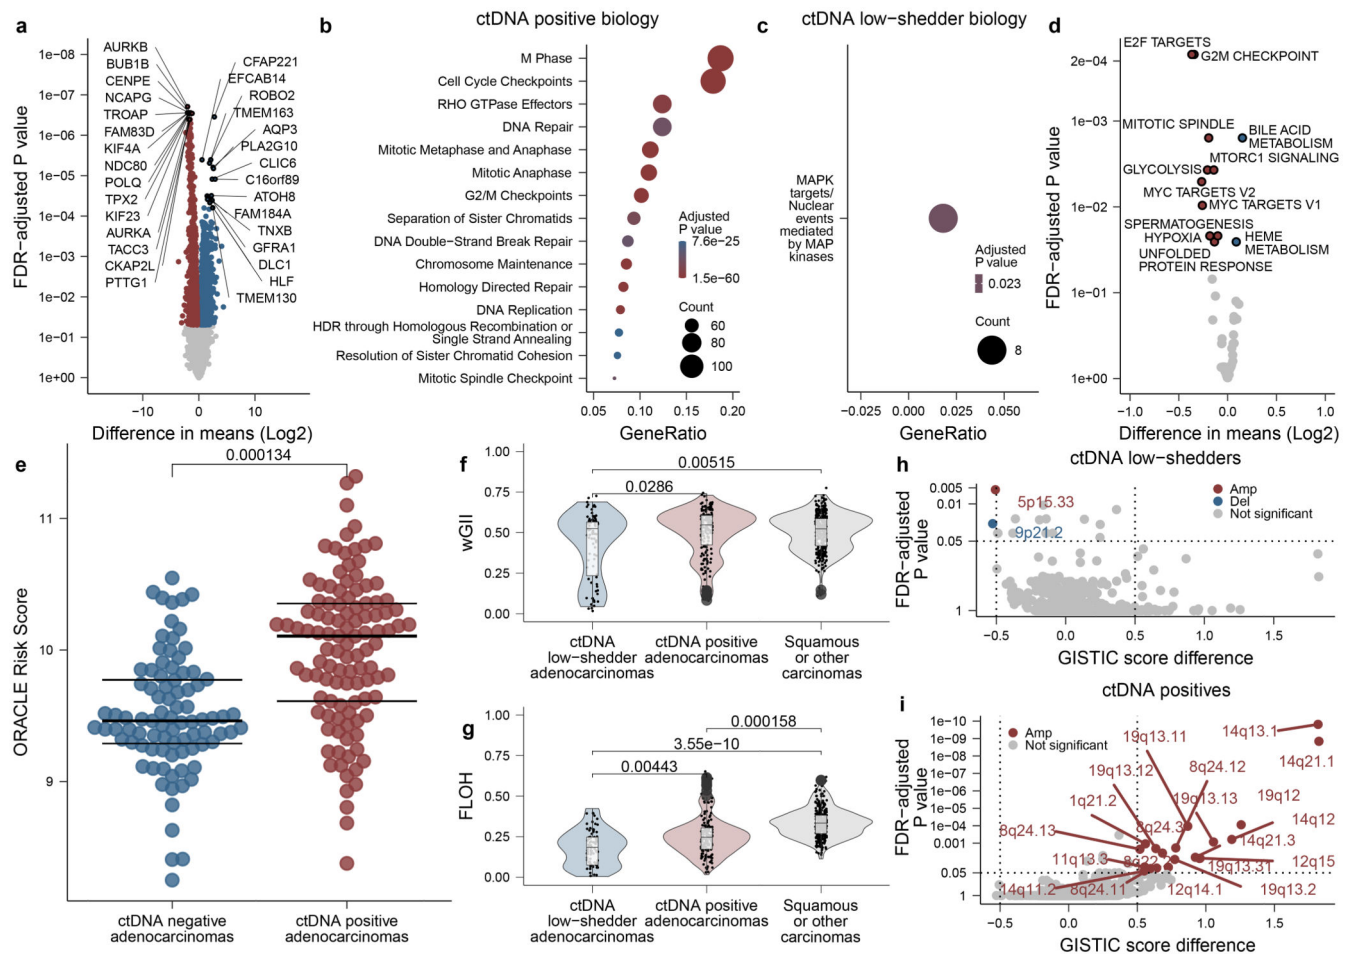 a
FDR−adjusted P value
1e−08
1e−07
1e−06
1e−05
1e−04
1e−03
1e−02
1e−01
1e+00
AURKB
BUB1B
CENPE
NCAPG
TROAP
FAM83D
KIF4A
NDC80
POLQ
TPX2
KIF23
AURKA
TACC3
CKAP2L
PTTG1
CFAP221
EFCAB14
ROBO2
TMEM163
AQP3
PLA2G10
CLIC6
C16orf89
ATOH8
FAM184A
TNXB
GFRA1
DLC1
HLF
TMEM130
−10
0
10
Difference in means (Log2)
b
ctDNA positive biology
M Phase
Cell Cycle Checkpoints
RHO GTPase Effectors
DNA Repair
Mitotic Metaphase and Anaphase
Mitotic Anaphase
G2/M Checkpoints
Separation of Sister Chromatids
DNA Double−Strand Break Repair
Chromosome Maintenance
Homology Directed Repair
DNA Replication
HDR through Homologous Recombination or
Single Strand Annealing
Resolution of Sister Chromatid Cohesion
Mitotic Spindle Checkpoint
Adjusted
P value
7.6e−25
1.5e−60
Count
60
80
100
0.05
0.10
0.15
0.20
GeneRatio
c
ctDNA low−shedder biology
MAPK
targets/
Nuclear
events
mediated
by MAP
kinases
Adjusted
P value
0.023
Count
8
−0.025
0.000
0.025
0.050
GeneRatio
d
FDR−adjusted P value
2e−04
1e−03
1e−02
1e−01
1e+00
E2F TARGETS
G2M CHECKPOINT
MITOTIC SPINDLE
BILE ACID
METABOLISM
MTORC1 SIGNALING
GLYCOLYSIS
MYC TARGETS V2
MYC TARGETS V1
SPERMATOGENESIS
HYPOXIA
HEME
METABOLISM
UNFOLDED
PROTEIN RESPONSE
−1.0
−0.5
0.0
0.5
1.0
Difference in means (Log2)
e
ORACLE Risk Score
11
10
9
0.000134
ctDNA negative
adenocarcinomas
ctDNA positive
adenocarcinomas
f
wGII
1.00
0.75
0.50
0.25
0.00
0.00515
0.0286
ctDNA
low−shedder
adenocarcinomas
ctDNA positive
adenocarcinomas
Squamous
or other
carcinomas
g
FLOH
1.00
0.75
0.50
0.25
0.00
0.000158
3.55e−10
0.00443
ctDNA
low−shedder
adenocarcinomas
ctDNA positive
adenocarcinomas
Squamous
or other
carcinomas
h
ctDNA low−shedders
FDR−adjusted
P value
0.005
0.01
0.05
1
5p15.33
9p21.2
Amp
Del
Not significant
−0.5
0.0
0.5
1.0
1.5
GISTIC score difference
i
ctDNA positives
FDR−adjusted
P value
1e−10
1e−09
1e−08
1e−07
1e−06
1e−05
1e−04
0.001
0.05
1
Amp
Not significant
19q13.11
14q13.1
14q21.1
19q13.12
8q24.12
1q21.2
19q13.13
19q12
8q24.13
8q24.3
14q12
14q21.3
11q13.3
8q22
19q13.31
12q15
14q11.2
8q24.11
12q14.1
19q13.2
−0.5
0.0
0.5
1.0
1.5
GISTIC score difference